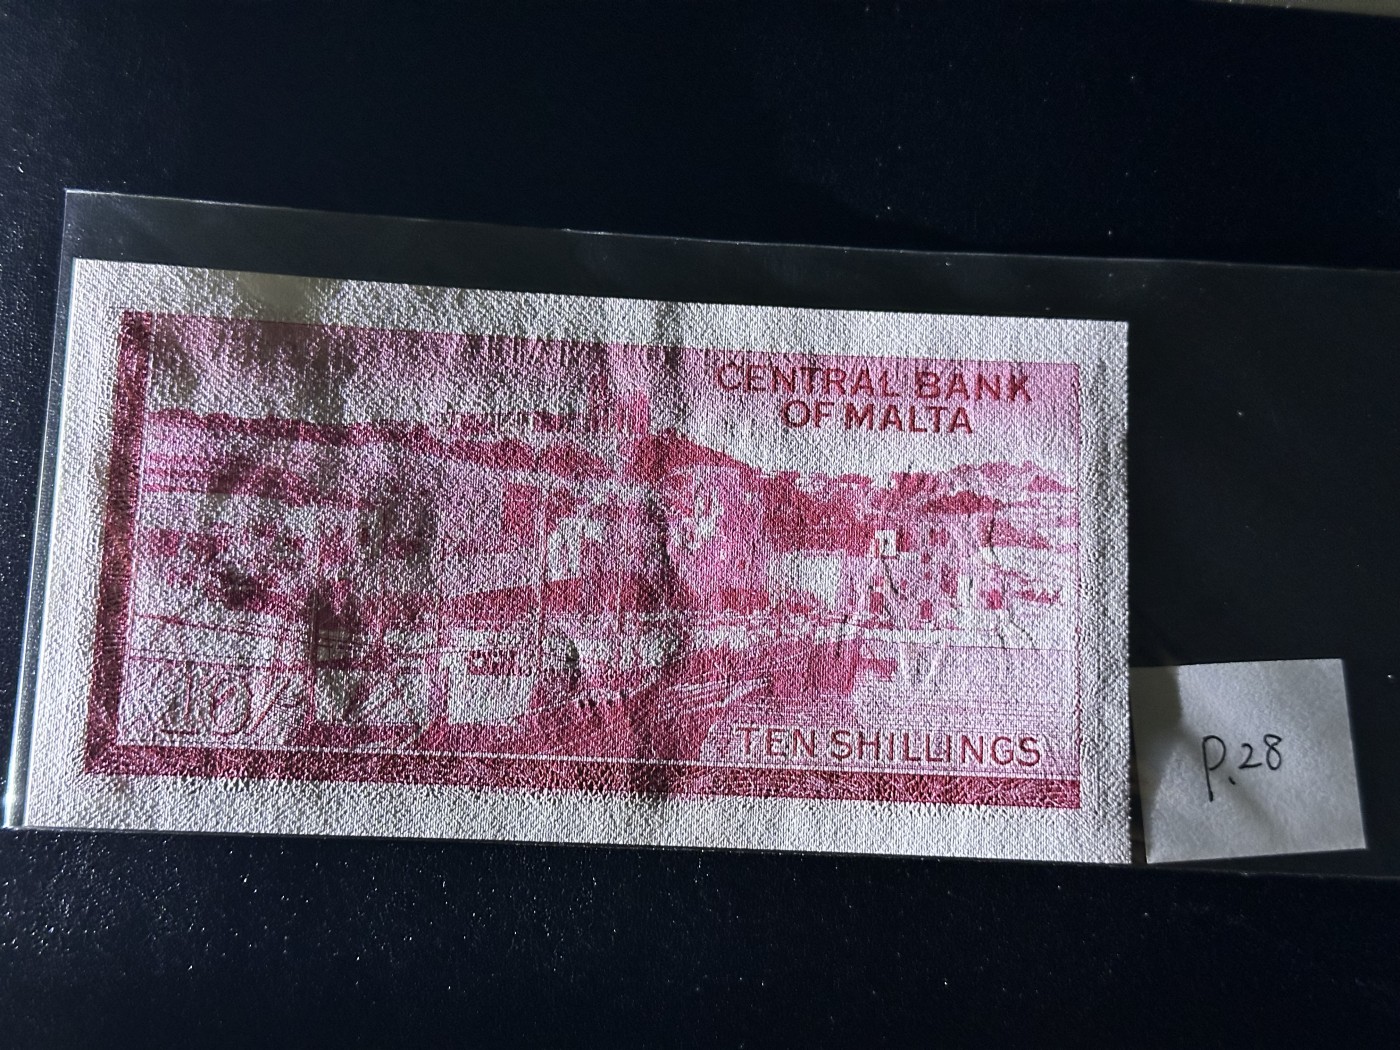 CENTRAL BANK
OF MALTA
10/-
TEN SHILLINGS
P.28